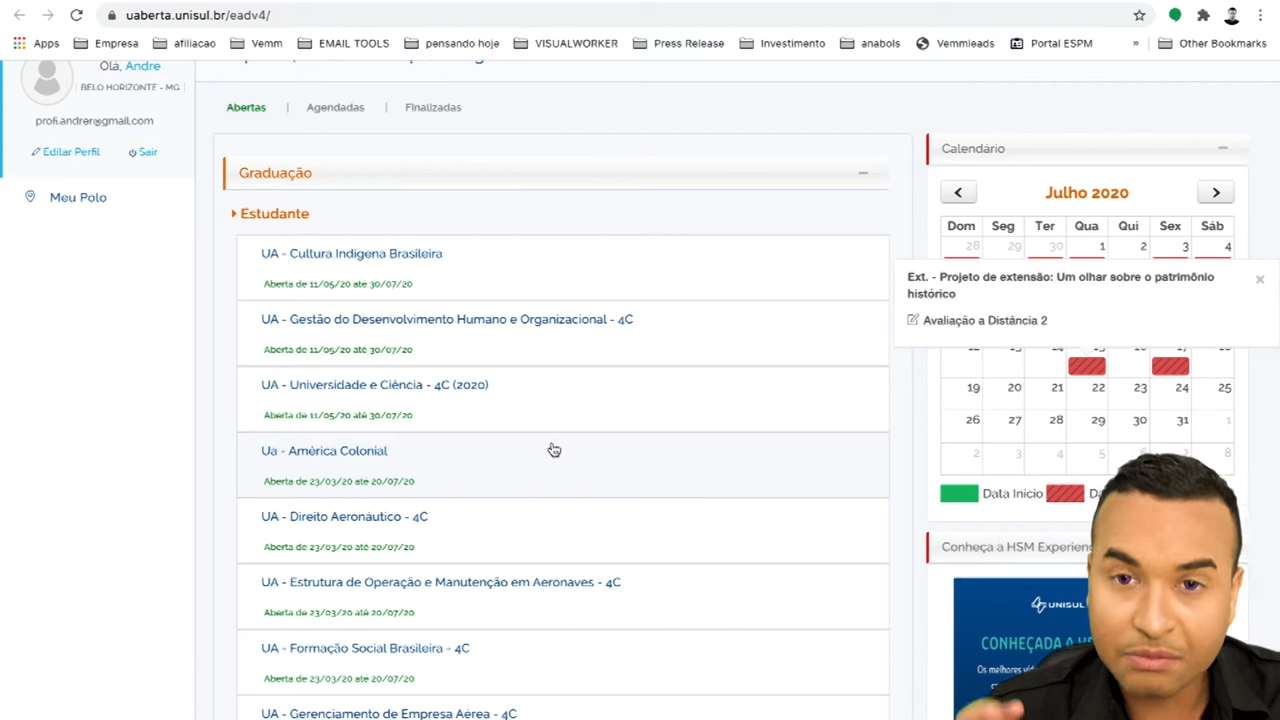 uaberta.unisul.br/eadv4/
Apps Empresa afiliacao Vemm EMAIL TOOLS pensando hoje VISUALWORKER Press Release Investimento anabols Vemmleads Portal ESPM » Other Bookmarks
Olá, Andre
BELO HORIZONTE - MG
profi.andrer@gmail.com
Editar Perfil Sair
Meu Polo
Abertas | Agendadas | Finalizadas
Graduação
Estudante
UA - Cultura Indígena Brasileira
Aberta de 11/05/20 até 30/07/20
UA - Gestão do Desenvolvimento Humano e Organizacional - 4C
Aberta de 11/05/20 até 30/07/20
UA - Universidade e Ciência - 4C (2020)
Aberta de 11/05/20 até 30/07/20
Ua - América Colonial
Aberta de 23/03/20 até 20/07/20
UA - Direito Aeronáutico - 4C
Aberta de 23/03/20 até 20/07/20
UA - Estrutura de Operação e Manutenção em Aeronaves - 4C
Aberta de 23/03/20 até 20/07/20
UA - Formação Social Brasileira - 4C
Aberta de 23/03/20 até 20/07/20
UA - Gerenciamento de Empresa Aérea - 4C
Calendário
Julho 2020
Dom Seg Ter Qua Qui Sex Sáb
28 29 30 1 2 3 4
Ext. - Projeto de extensão: Um olhar sobre o patrimônio
histórico
Avaliação a Distância 2
19 20 21 22 23 24 25
26 27 28 29 30 31 1
2 3 4 5 6 7 8
Data Início
Conheça a HSM
UNISUL
CONHEÇA A
Os melhores